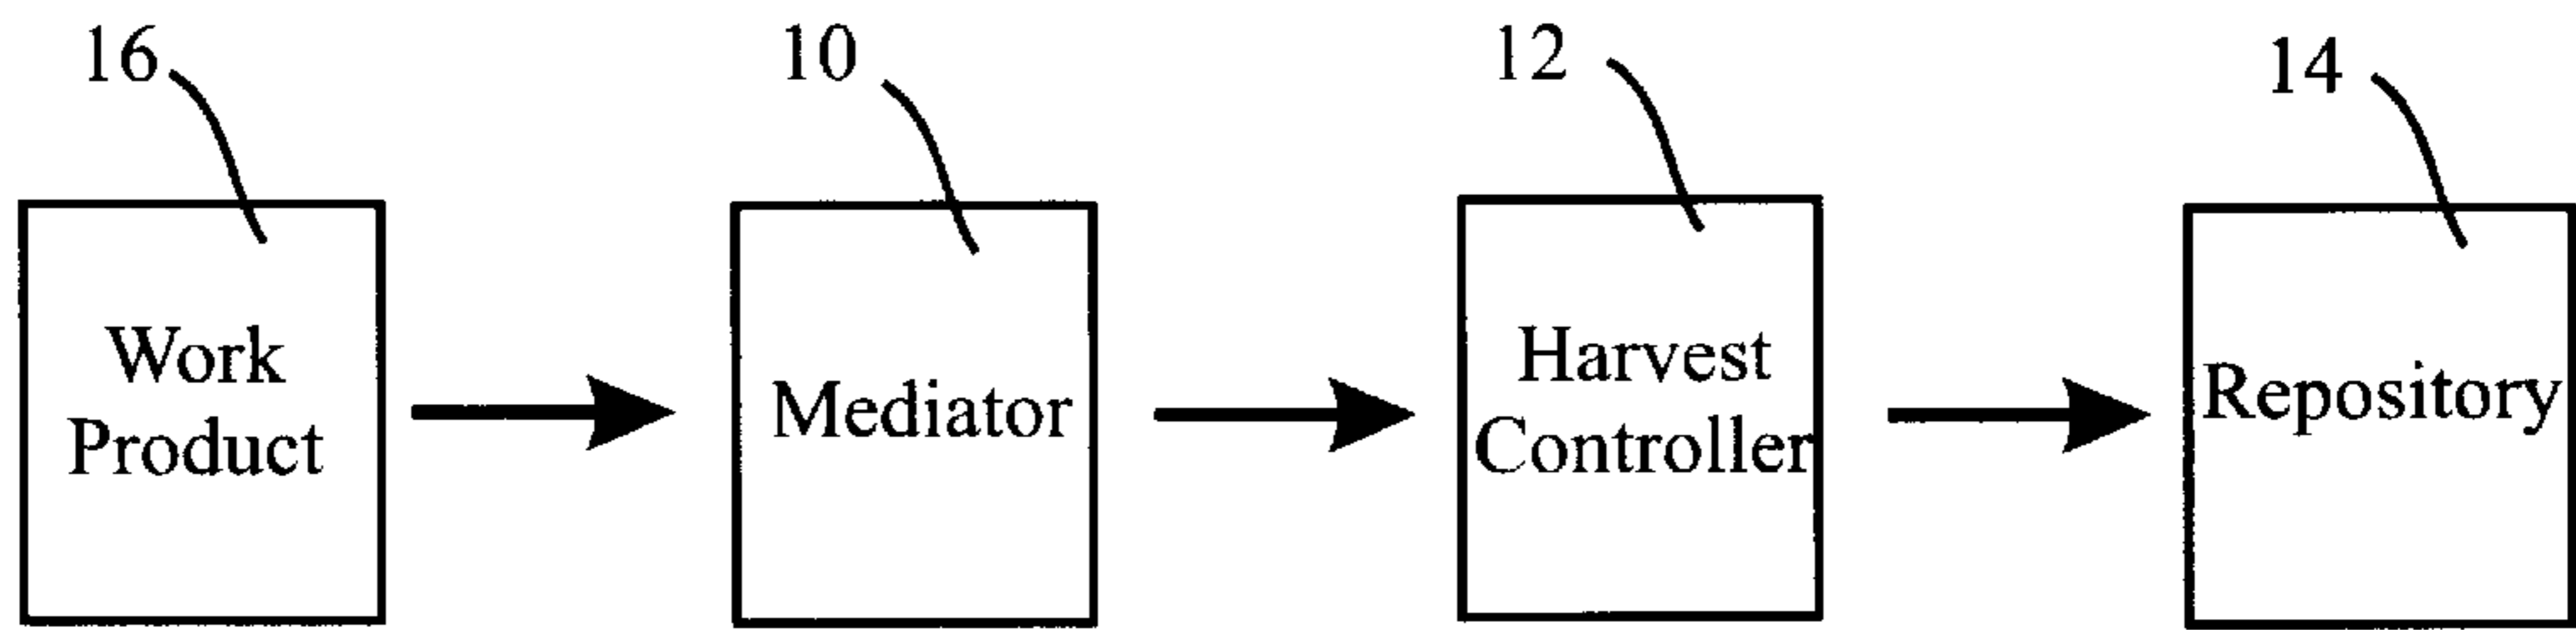 16
10
12
14
Work
Product
Mediator
Harvest
Controller
Repository